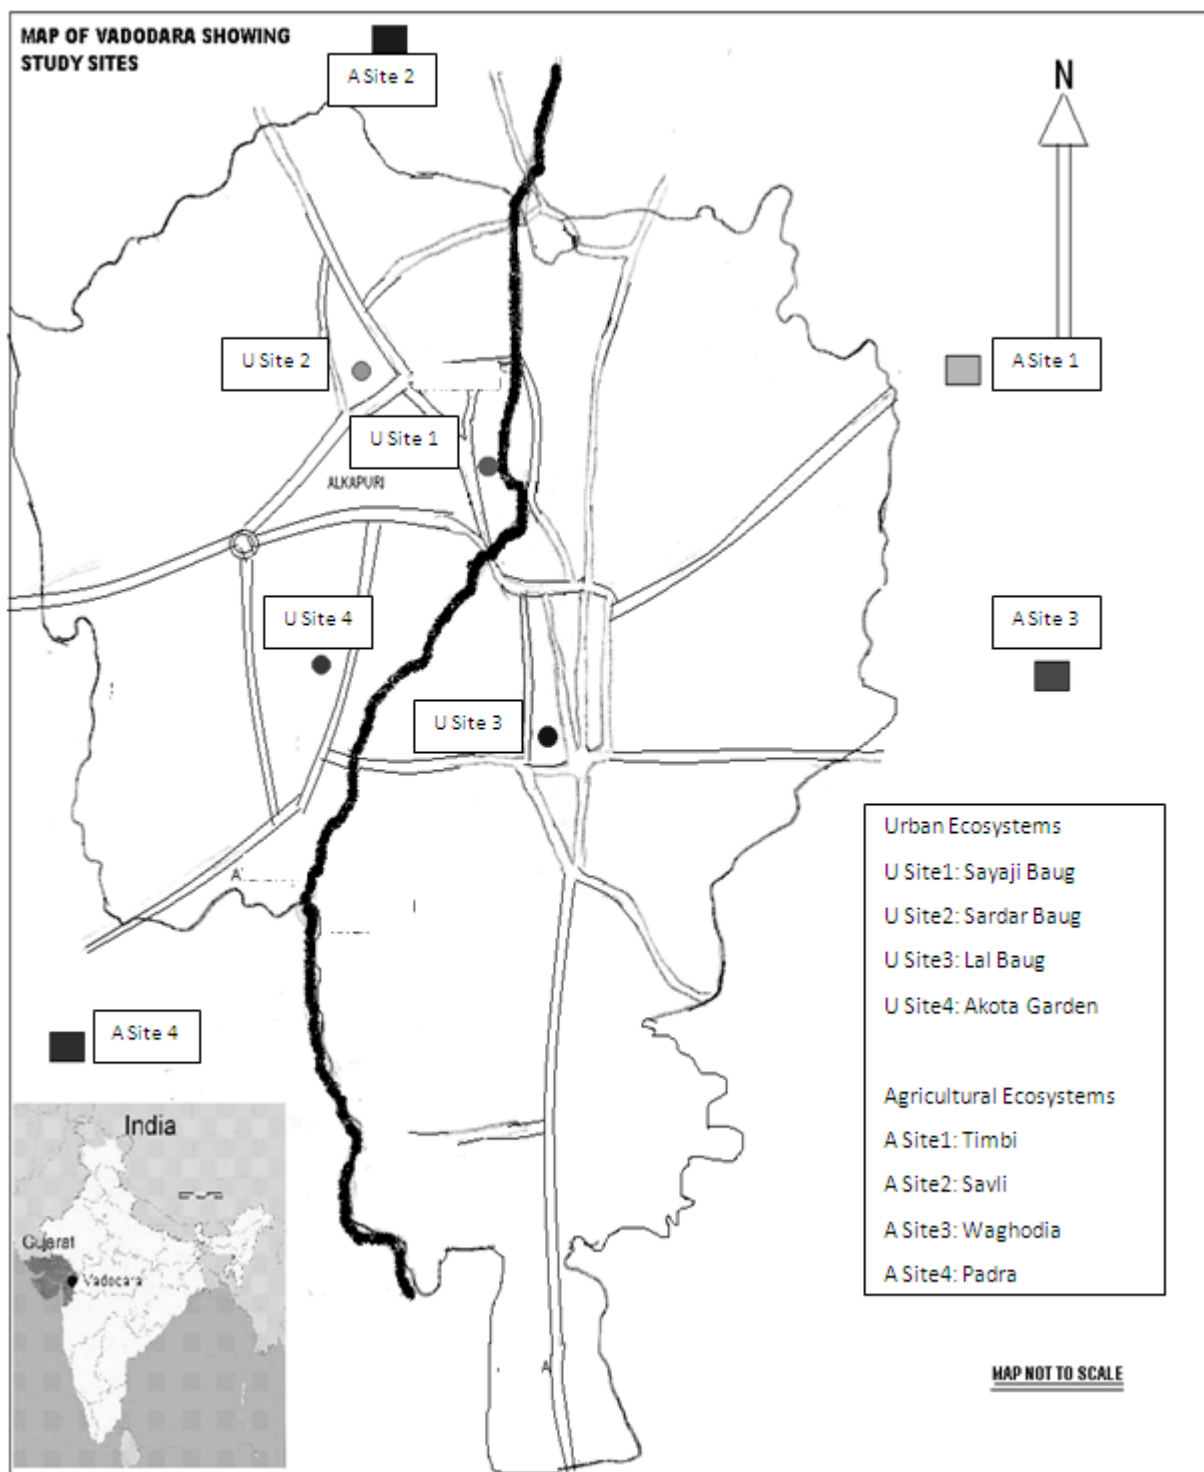 MAP OF VADODARA SHOWING
STUDY SITES
A Site 2
N
U Site 2
A Site 1
U Site 1
ALKAPURI
U Site 4
A Site 3
U Site 3
Urban Ecosystems
U Site1: Sayaji Baug
U Site2: Sardar Baug
U Site3: Lal Baug
U Site4: Akota Garden
Agricultural Ecosystems
A Site1: Timbi
A Site2: Savli
A Site3: Waghodia
A Site4: Padra
A
A Site 4
India
Gujarat
Vadodara
A
MAP NOT TO SCALE